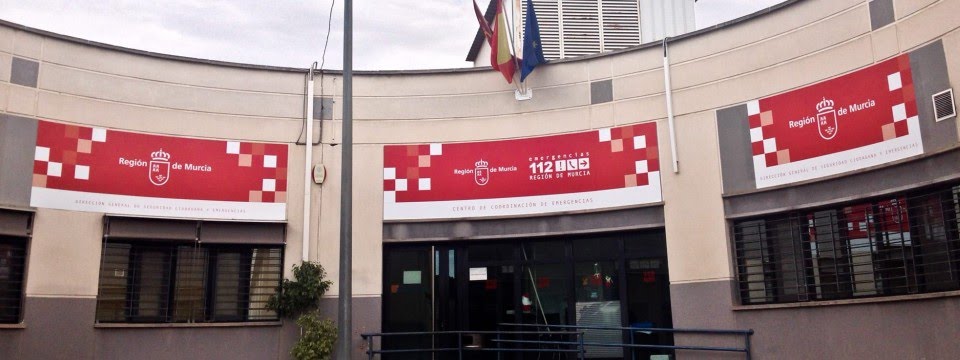 Región de Murcia
DIRECCIÓN GENERAL DE SEGURIDAD CIUDADANA Y EMERGENCIAS
Región de Murcia
emergencias
112
REGIÓN DE MURCIA
CENTRO DE COORDINACIÓN DE EMERGENCIAS
Región de Murcia
DIRECCIÓN GENERAL DE SEGURIDAD CIUDADANA Y EMERGENCIAS